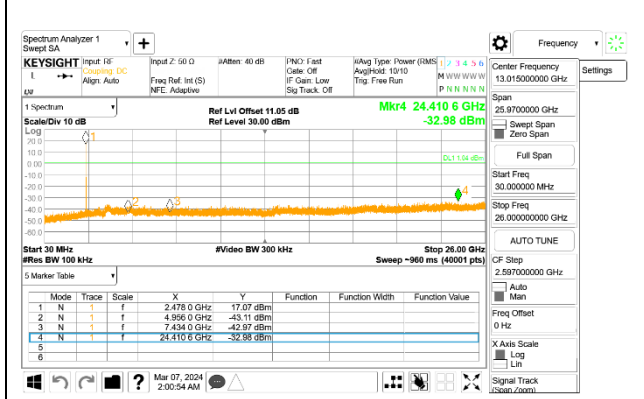 Spectrum Analyzer 1
Swept SA
Frequency
KEYSIGHT
Input: RF
Coupling: DC
Align: Auto
Input Z: 50 Ω
Freq Ref: Int (S)
NFE: Adaptive
#Atten: 40 dB
PNO: Fast
Gate: Off
IF Gain: Low
Sig Track: Off
#Avg Type: Power (RMS
Avg|Hold: 10/10
Trig: Free Run
1 2 3 4 5 6
M W W W W W
P N N N N N
Settings
1 Spectrum
Scale/Div 10 dB
Ref Lvl Offset 11.05 dB
Ref Level 30.00 dBm
Mkr4 24.410 6 GHz
-32.98 dBm
Log
20.0
10.0
0.00
-10.0
-20.0
-30.0
-40.0
-50.0
-60.0
1
2
3
4
Start 30 MHz
#Res BW 100 kHz
#Video BW 300 kHz
Stop 26.00 GHz
Sweep ~960 ms (40001 pts)
5 Marker Table
Mode Trace Scale X Y Function Function Width Function Value
1 N 1 f 2.478 0 GHz 17.07 dBm
2 N 1 f 4.956 0 GHz -43.11 dBm
3 N 1 f 7.434 0 GHz -42.97 dBm
4 N 1 f 24.410 6 GHz -32.98 dBm
5
6
Mar 07, 2024
2:00:54 AM
Center Frequency
13.015000000 GHz
Span
25.9700000 GHz
Swept Span
Zero Span
Full Span
Start Freq
30.000000 MHz
Stop Freq
26.000000000 GHz
AUTO TUNE
CF Step
2.597000000 GHz
Auto
Man
Freq Offset
0 Hz
X Axis Scale
Log
Lin
Signal Track
(Span Zoom)